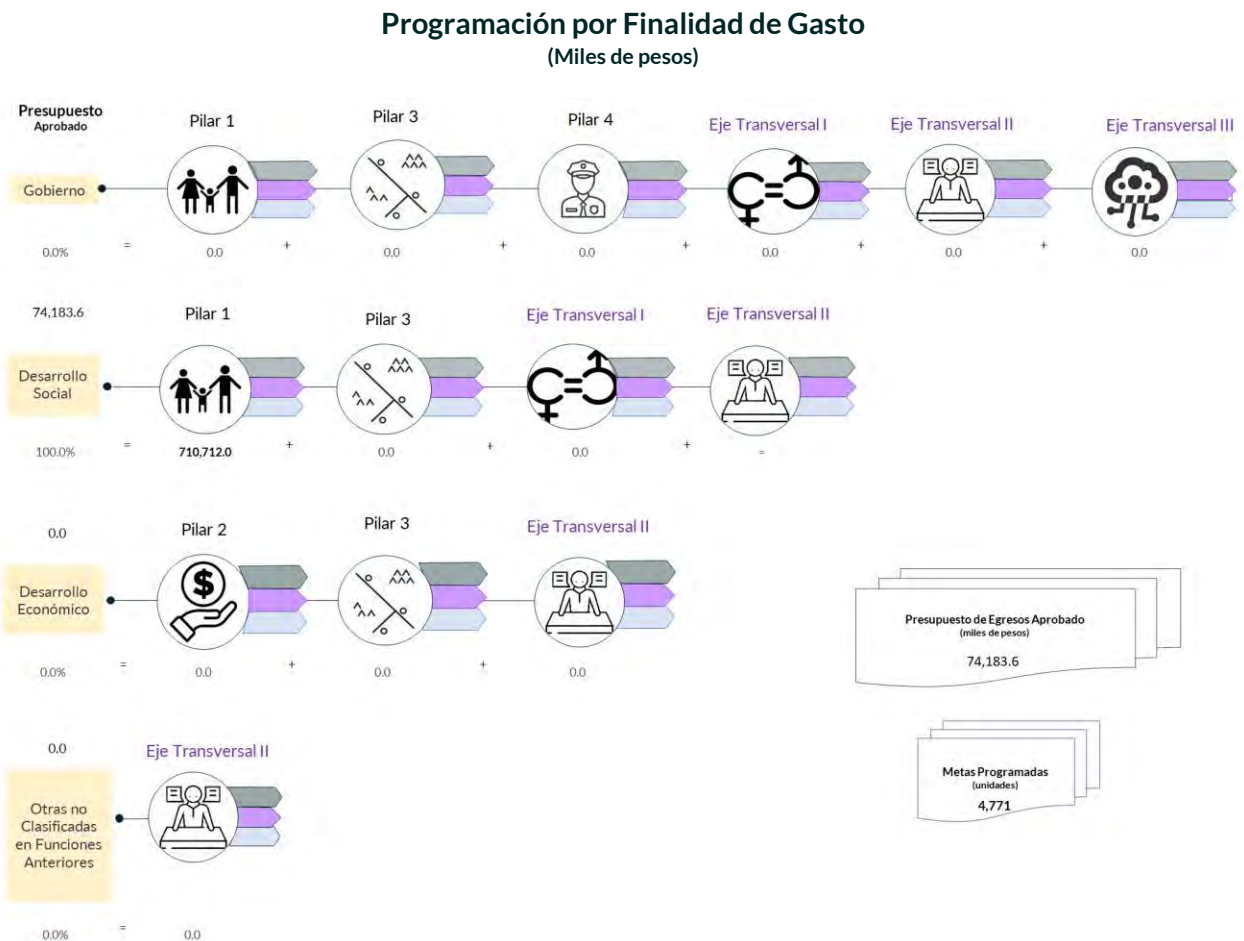 Programación por Finalidad de Gasto
(Miles de pesos)
Presupuesto
Aprobado
Pilar 1
Pilar 3
Pilar 4
Eje Transversal I
Eje Transversal II
Eje Transversal III
Gobierno
0.0% = 0.0 + 0.0 + 0.0 + 0.0 + 0.0 + 0.0
74,183.6
Pilar 1
Pilar 3
Eje Transversal I
Eje Transversal II
Desarrollo
Social
100.0% = 710,712.0 + 0.0 + 0.0 + =
0.0
Pilar 2
Pilar 3
Eje Transversal II
Desarrollo
Económico
0.0% = 0.0 + 0.0 + 0.0
Presupuesto de Egresos Aprobado
(miles de pesos)
74,183.6
0.0
Eje Transversal II
Otras no
Clasificadas
en Funciones
Anteriores
0.0% = 0.0
Metas Programadas
(unidades)
4,771